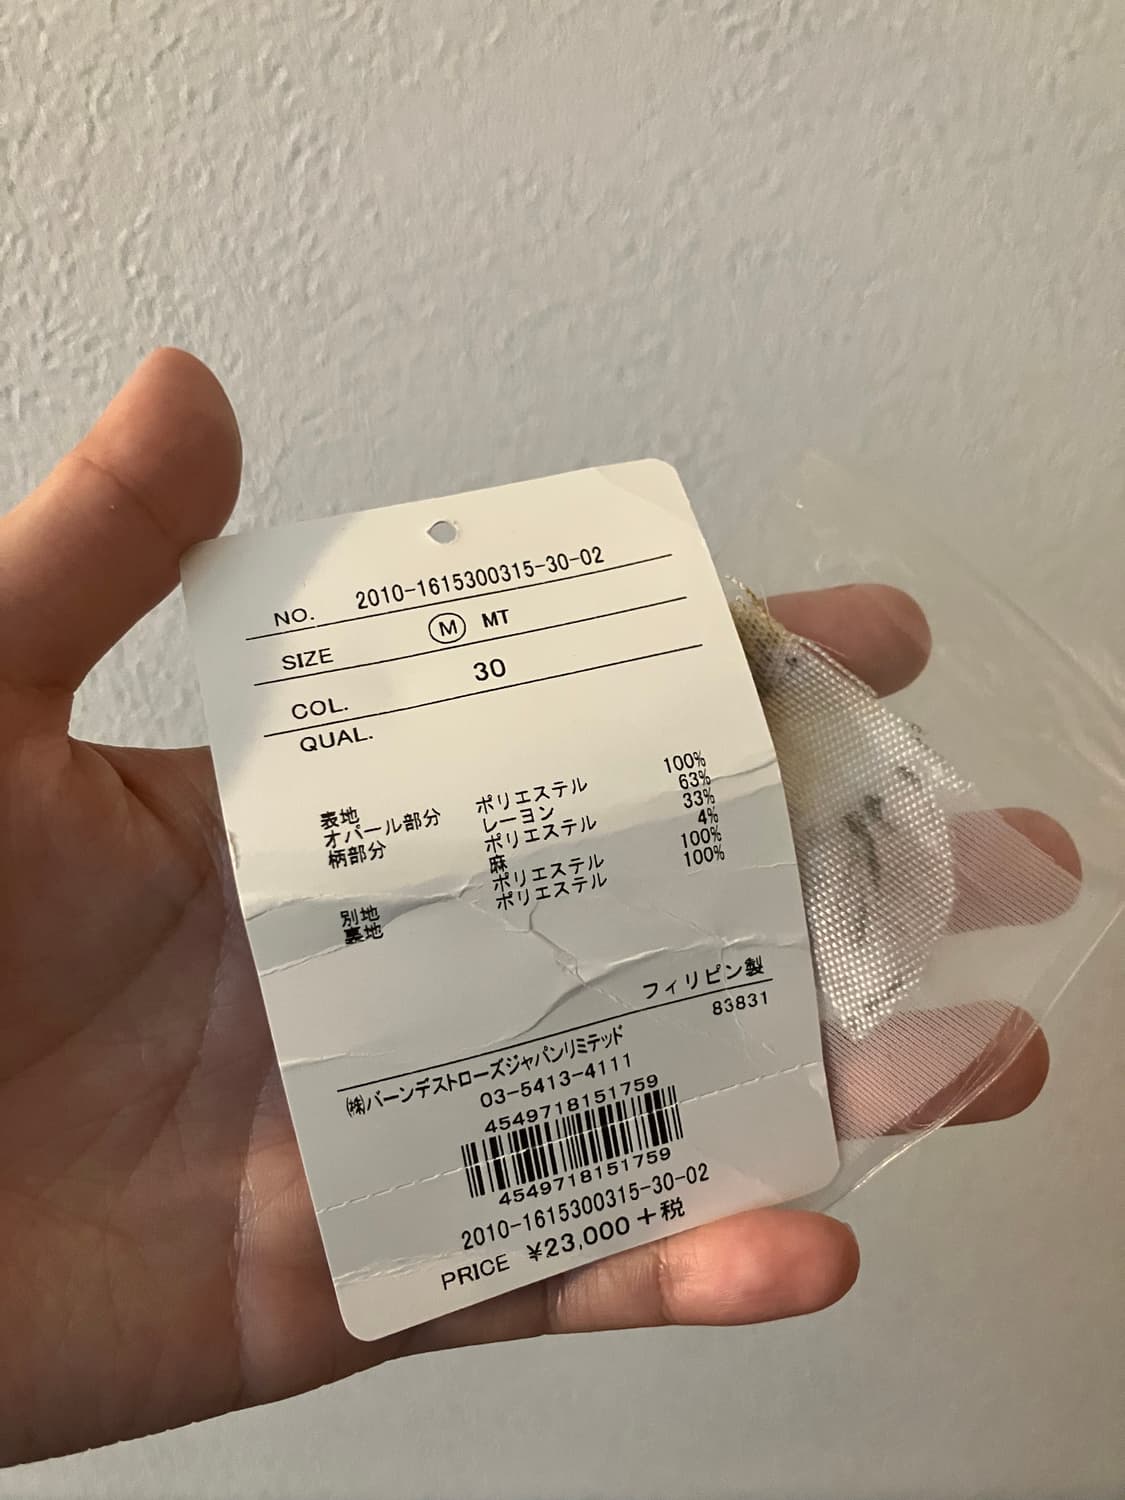 NO. 2010-1615300315-30-02
SIZE M MT
COL. 30
QUAL.
表地 ポリエステル 100%
オパール部分 レーヨン 63%
柄部分 ポリエステル 33%
麻 4%
別地 ポリエステル 100%
裏地 ポリエステル 100%
フィリピン製
83831
㈱バーンデストローズジャパンリミテッド
03-5413-4111
4549718151759
4549718151759
2010-1615300315-30-02
PRICE ¥23,000+税